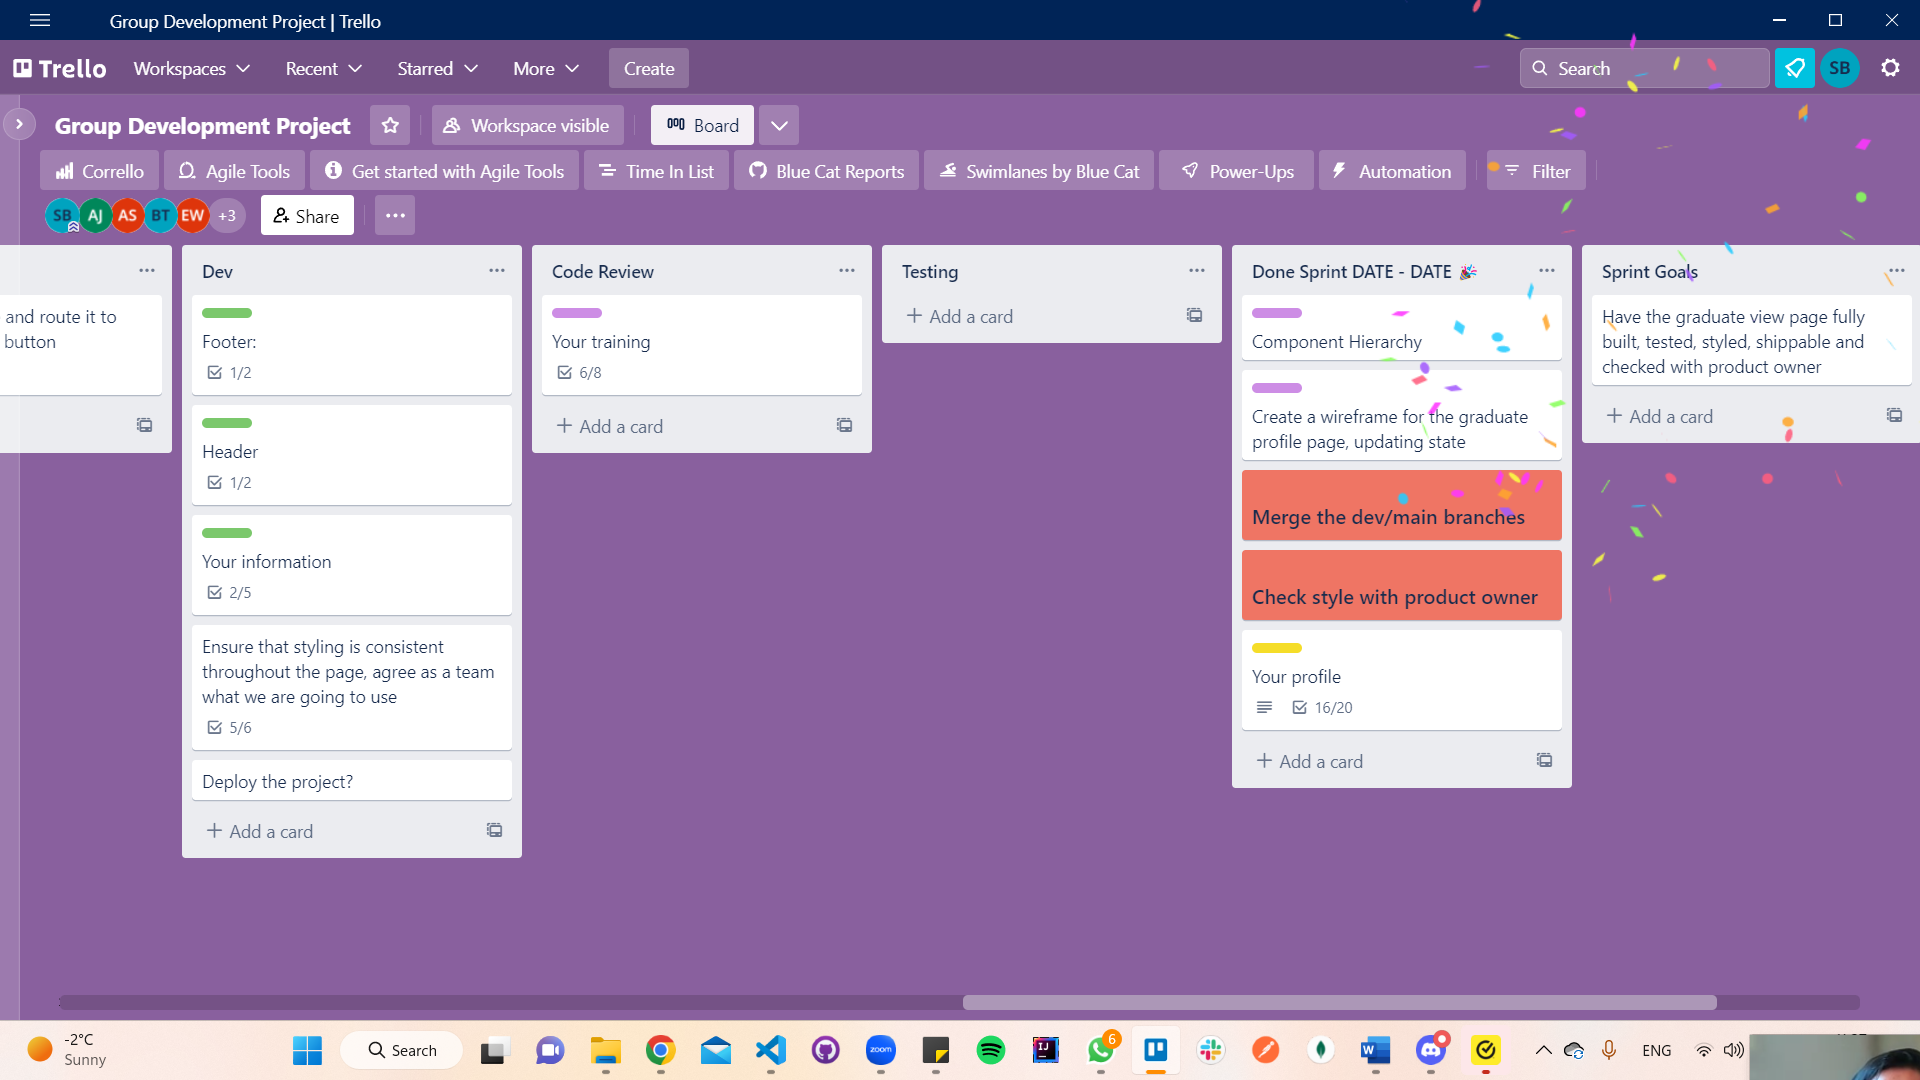 Group Development Project | Trello
Trello
Workspaces
Recent
Starred
More
Create
Search
SB
Group Development Project
Workspace visible
Board
Corrello
Agile Tools
Get started with Agile Tools
Time In List
Blue Cat Reports
Swimlanes by Blue Cat
Power-Ups
Automation
Filter
SB
AJ
AS
BT
EW
+3
Share
and route it to
button
Dev
Footer:
1/2
Header
1/2
Your information
2/5
Ensure that styling is consistent
throughout the page, agree as a team
what we are going to use
5/6
Deploy the project?
+ Add a card
Code Review
Your training
6/8
+ Add a card
Testing
+ Add a card
Done Sprint DATE - DATE 🎉
Component Hierarchy
Create a wireframe for the graduate
profile page, updating state
Merge the dev/main branches
Check style with product owner
Your profile
16/20
+ Add a card
Sprint Goals
Have the graduate view page fully
built, tested, styled, shippable and
checked with product owner
+ Add a card
-2°C
Sunny
Search
zoom
IJ
6
W
ENG